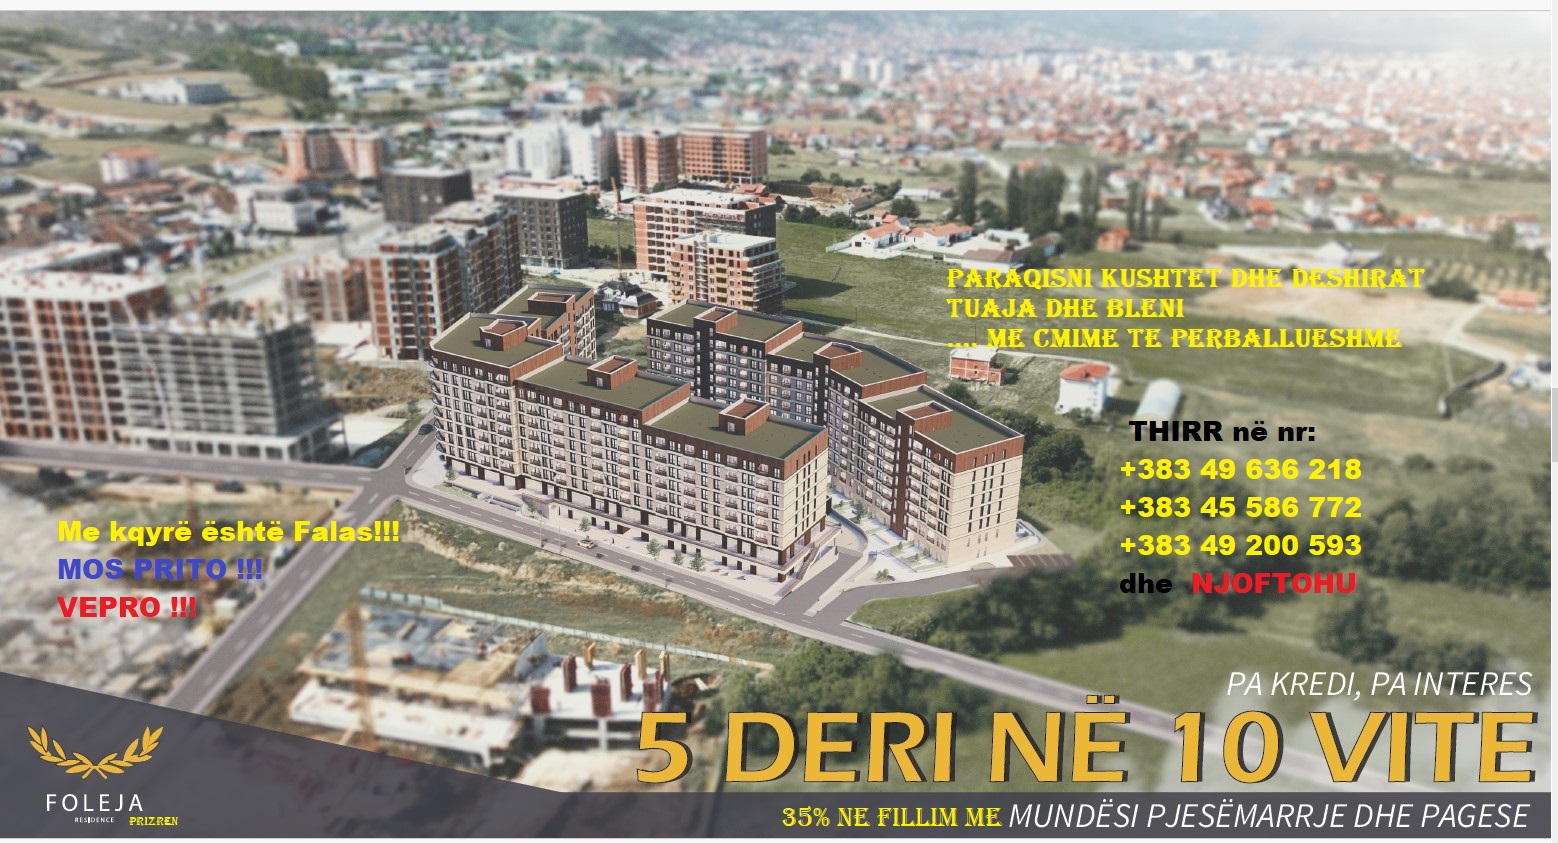 PARAQISNI KUSHTET DHE DESHIRAT
TUAJA DHE BLENI
.... ME CMIME TE PERBALLUESHME
THIRR në nr:
+383 49 636 218
+383 45 586 772
+383 49 200 593
dhe NJOFTOHU
Me kqyrë është Falas!!!
MOS PRITO !!!
VEPRO !!!
PA KREDI, PA INTERES
5 DERI NË 10 VITE
35% NE FILLIM ME MUNDËSI PJESËMARRJE DHE PAGESE
FOLEJA
RESIDENCE PRIZREN